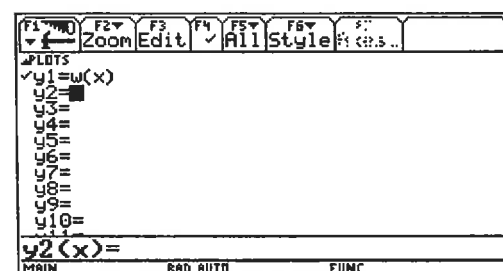 F1 F2 F3 F4 F5 F6
Zoom Edit ✓ All Style
PLOTS
✓y1=w(x)
y2=
y3=
y4=
y5=
y6=
y7=
y8=
y9=
y10=
y2(x)=
MAIN RAD AUTO FUNC